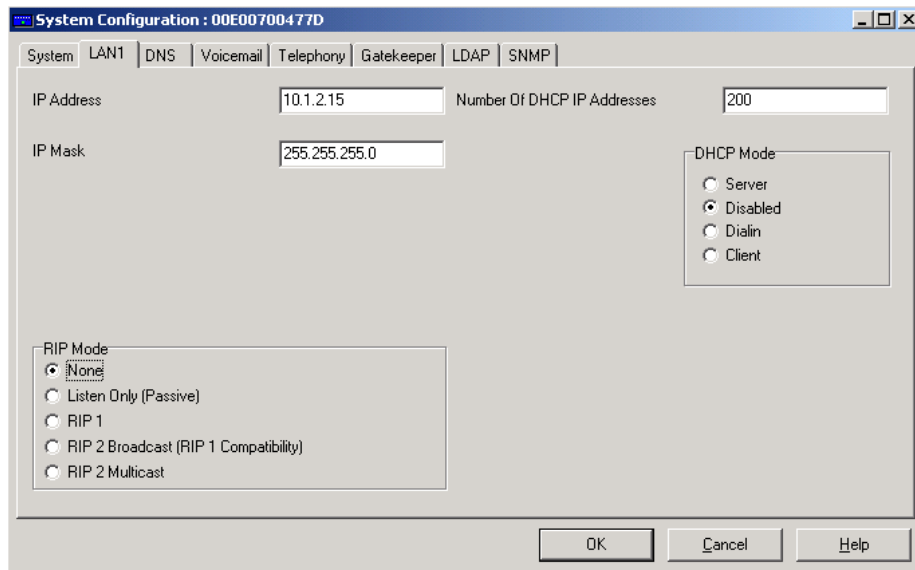 System Configuration : 00E00700477D
System LAN1 DNS Voicemail Telephony Gatekeeper LDAP SNMP
IP Address 10.1.2.15 Number Of DHCP IP Addresses 200
IP Mask 255.255.255.0
DHCP Mode
Server
Disabled
Dialin
Client
RIP Mode
None
Listen Only (Passive)
RIP 1
RIP 2 Broadcast (RIP 1 Compatibility)
RIP 2 Multicast
OK Cancel Help